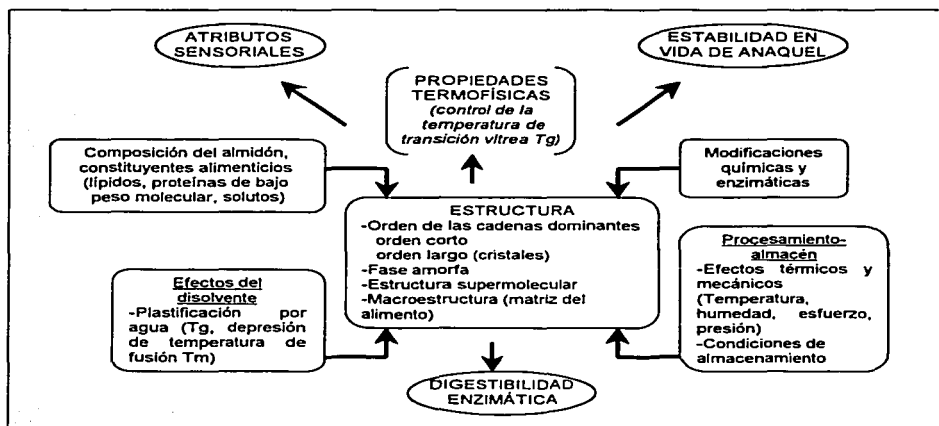 ATRIBUTOS
SENSORIALES
ESTABILIDAD EN
VIDA DE ANAQUEL
PROPIEDADES
TERMOFÍSICAS
(control de la
temperatura de
transición vitrea Tg)
Composición del almidón,
constituyentes alimenticios
(lípidos, proteínas de bajo
peso molecular, solutos)
Modificaciones
químicas y
enzimáticas
ESTRUCTURA
-Orden de las cadenas dominantes
orden corto
orden largo (cristales)
-Fase amorfa
-Estructura supermolecular
-Macroestructura (matriz del
alimento)
Efectos del
disolvente
-Plastificación por
agua (Tg, depresión
de temperatura de
fusión Tm)
Procesamiento-
almacén
-Efectos térmicos y
mecánicos
(Temperatura,
humedad, esfuerzo,
presión)
-Condiciones de
almacenamiento
DIGESTIBILIDAD
ENZIMÁTICA